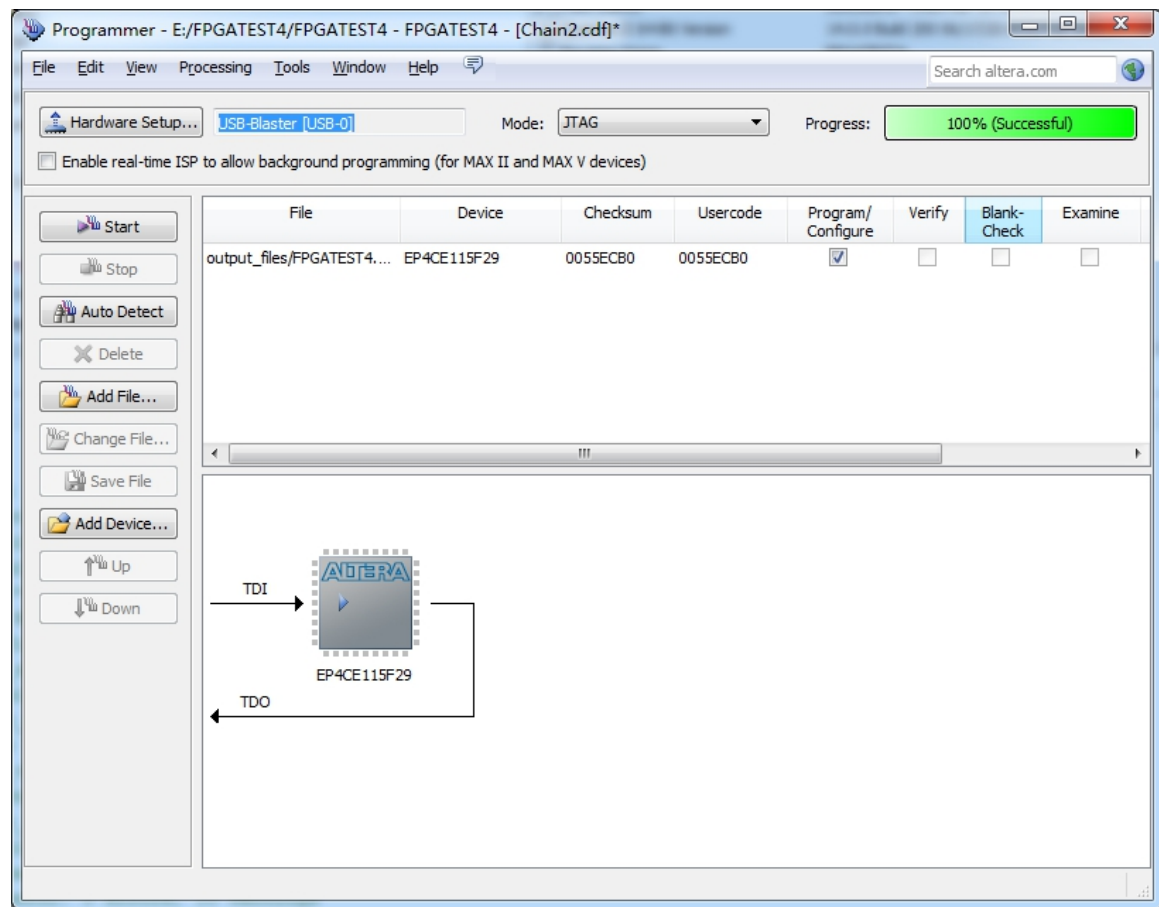 Programmer - E:/FPGATEST4/FPGATEST4 - FPGATEST4 - [Chain2.cdf]*
File Edit View Processing Tools Window Help Search altera.com
Hardware Setup... USB-Blaster [USB-0] Mode: JTAG Progress: 100% (Successful)
Enable real-time ISP to allow background programming (for MAX II and MAX V devices)
Start
Stop
Auto Detect
Delete
Add File...
Change File...
Save File
Add Device...
Up
Down
File Device Checksum Usercode Program/ Verify Blank- Examine
Configure Check
output_files/FPGATEST4.... EP4CE115F29 0055ECB0 0055ECB0
TDI
ALTERA
EP4CE115F29
TDO